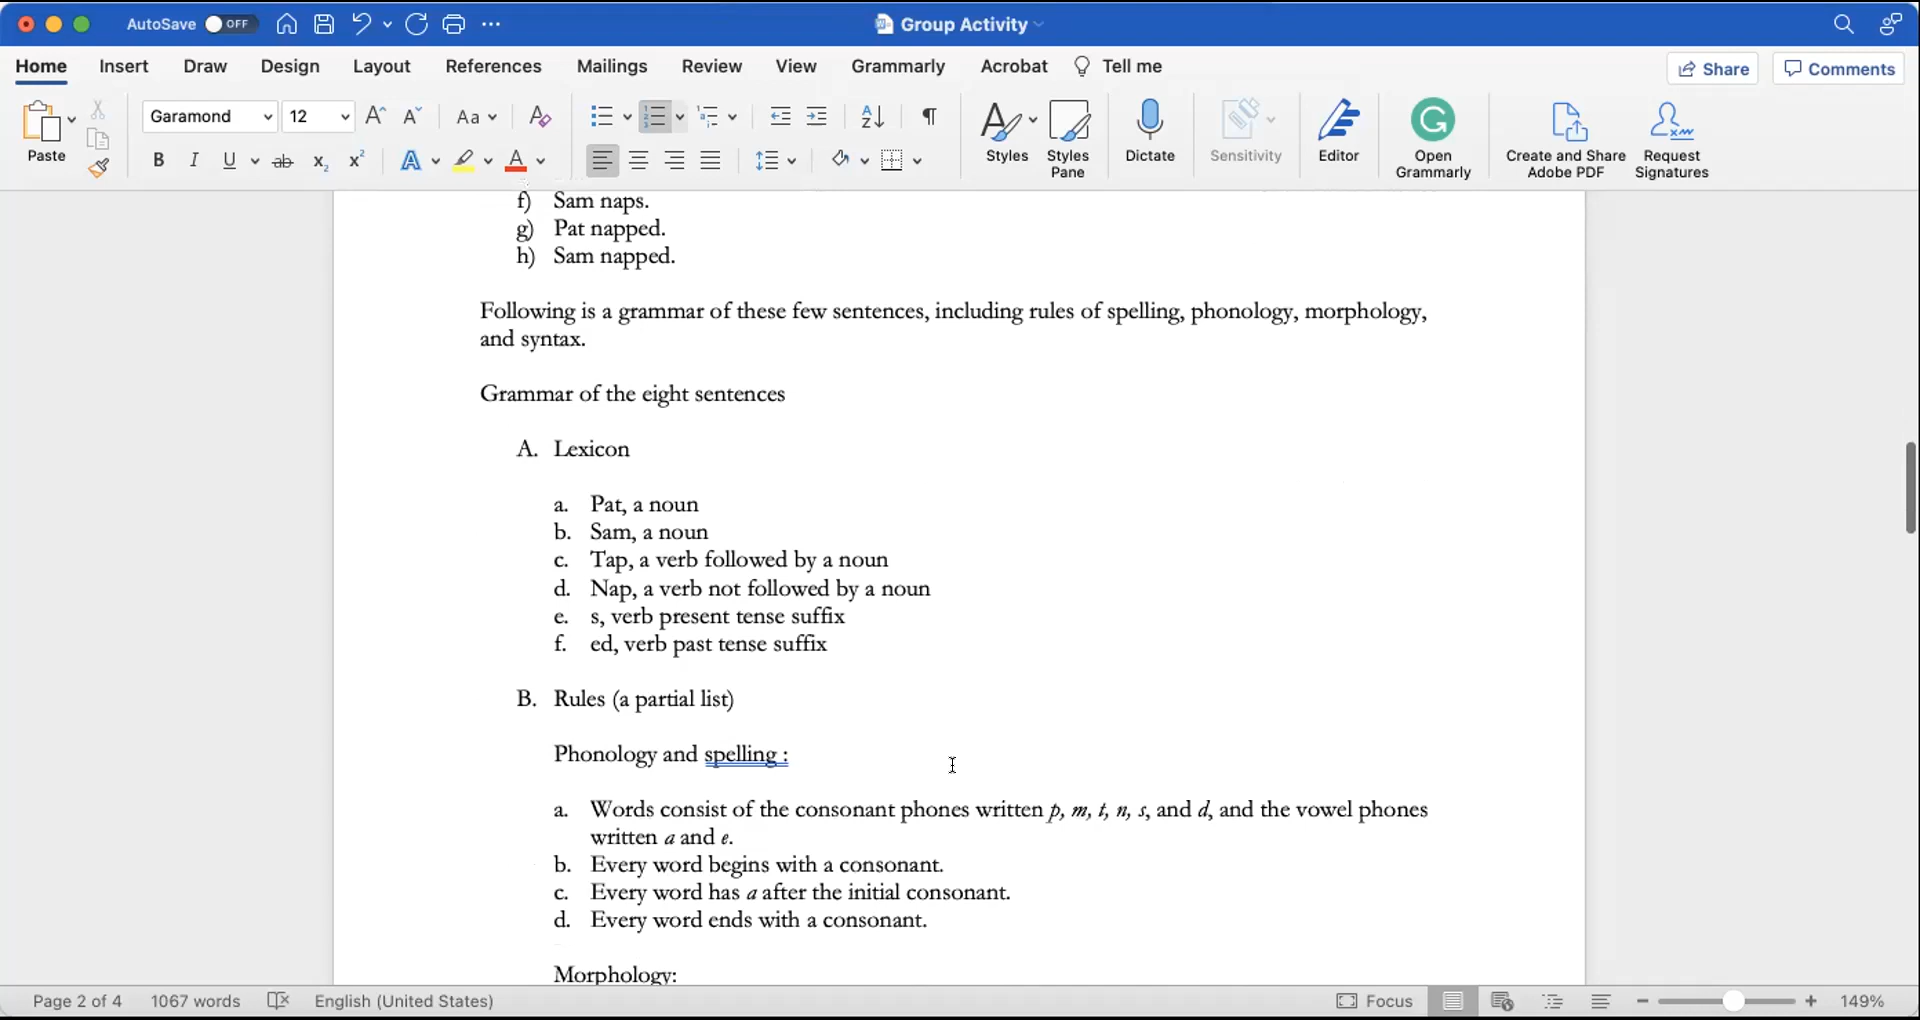 AutoSave OFF Group Activity
Home Insert Draw Design Layout References Mailings Review View Grammarly Acrobat Tell me Share Comments
Garamond 12
Paste Styles Styles Pane Dictate Sensitivity Editor Open Grammarly Create and Share Adobe PDF Request Signatures
f) Sam naps.
g) Pat napped.
h) Sam napped.
Following is a grammar of these few sentences, including rules of spelling, phonology, morphology,
and syntax.
Grammar of the eight sentences
A. Lexicon
a. Pat, a noun
b. Sam, a noun
c. Tap, a verb followed by a noun
d. Nap, a verb not followed by a noun
e. s, verb present tense suffix
f. ed, verb past tense suffix
B. Rules (a partial list)
Phonology and spelling :
a. Words consist of the consonant phones written p, m, t, n, s, and d, and the vowel phones
written a and e.
b. Every word begins with a consonant.
c. Every word has a after the initial consonant.
d. Every word ends with a consonant.
Morphology:
Page 2 of 4 1067 words English (United States) Focus 149%